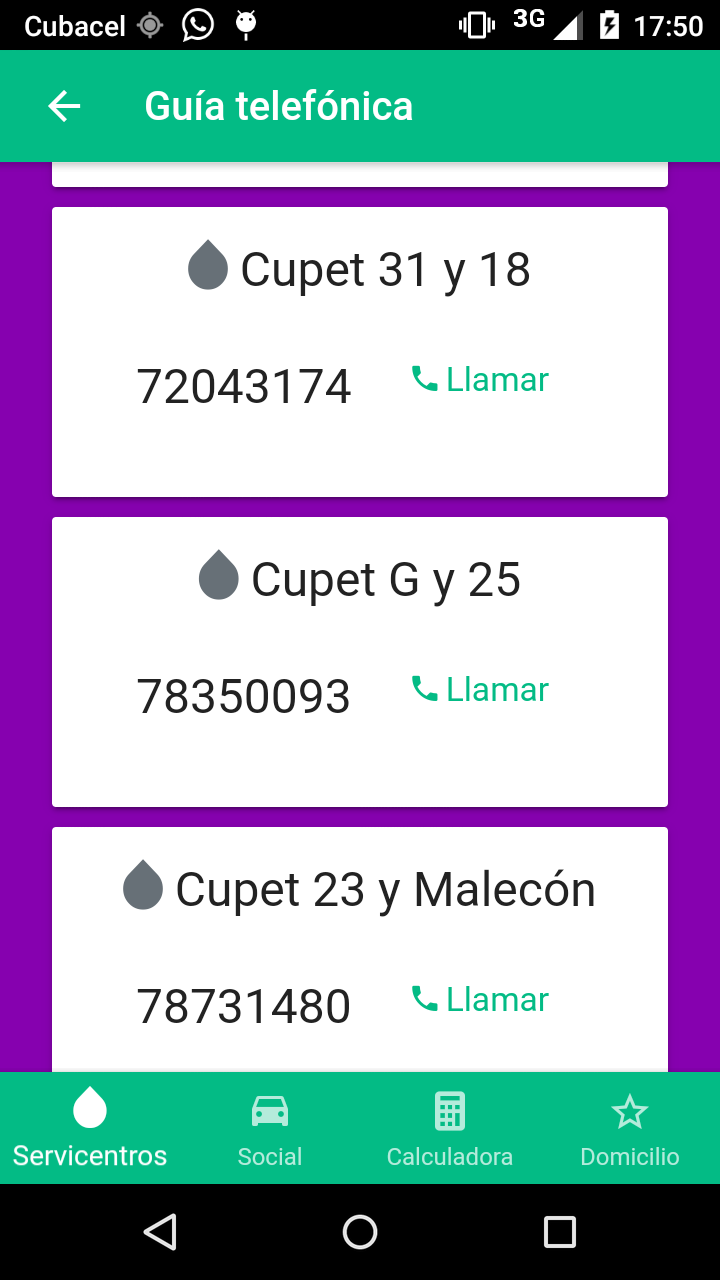 Cubacel 3G 17:50
Guía telefónica
Cupet 31 y 18
72043174 Llamar
Cupet G y 25
78350093 Llamar
Cupet 23 y Malecón
78731480 Llamar
Servicentros Social Calculadora Domicilio